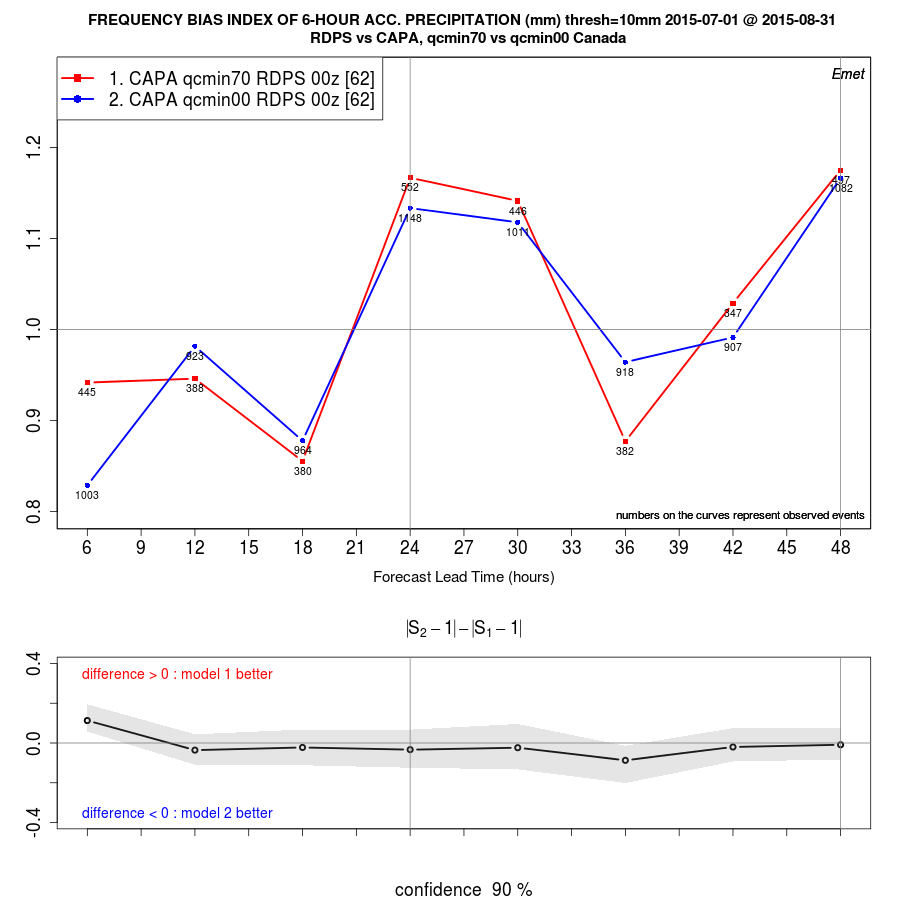 FREQUENCY BIAS INDEX OF 6-HOUR ACC. PRECIPITATION (mm) thresh=10mm 2015-07-01 @ 2015-08-31
RDPS vs CAPA, qcmin70 vs qcmin00 Canada
1. CAPA qcmin70 RDPS 00z [62]
2. CAPA qcmin00 RDPS 00z [62]
Emet
1.2
1.1
1.0
0.9
0.8
445
1003
923
388
964
380
552
1148
446
1011
918
382
347
907
497
1082
numbers on the curves represent observed events
6 9 12 15 18 21 24 27 30 33 36 39 42 45 48
Forecast Lead Time (hours)
|S₂ – 1| – |S₁ – 1|
0.4
0.0
-0.4
difference > 0 : model 1 better
difference < 0 : model 2 better
confidence 90 %